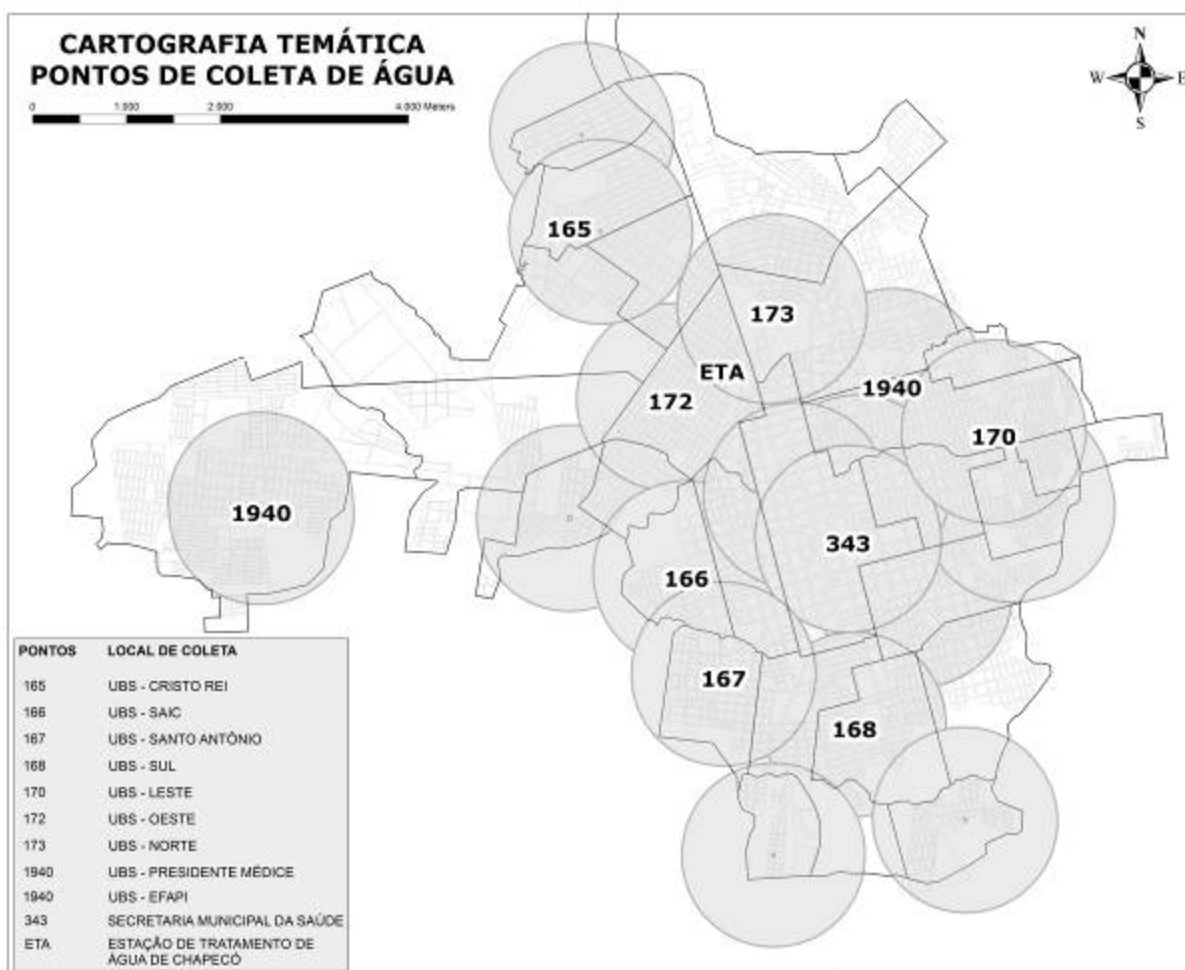 CARTOGRAFIA TEMÁTICA
PONTOS DE COLETA DE ÁGUA
0 1.000 2.000 4.000 Meters
N
W E
S
165
173
ETA
1940
172
170
1940
343
166
167
168
PONTOS LOCAL DE COLETA
165 UBS - CRISTO REI
166 UBS - SAIC
167 UBS - SANTO ANTÔNIO
168 UBS - SUL
170 UBS - LESTE
172 UBS - OESTE
173 UBS - NORTE
1940 UBS - PRESIDENTE MÉDICE
1940 UBS - EFAPI
343 SECRETARIA MUNICIPAL DA SAÚDE
ETA ESTAÇÃO DE TRATAMENTO DE
ÁGUA DE CHAPECÓ